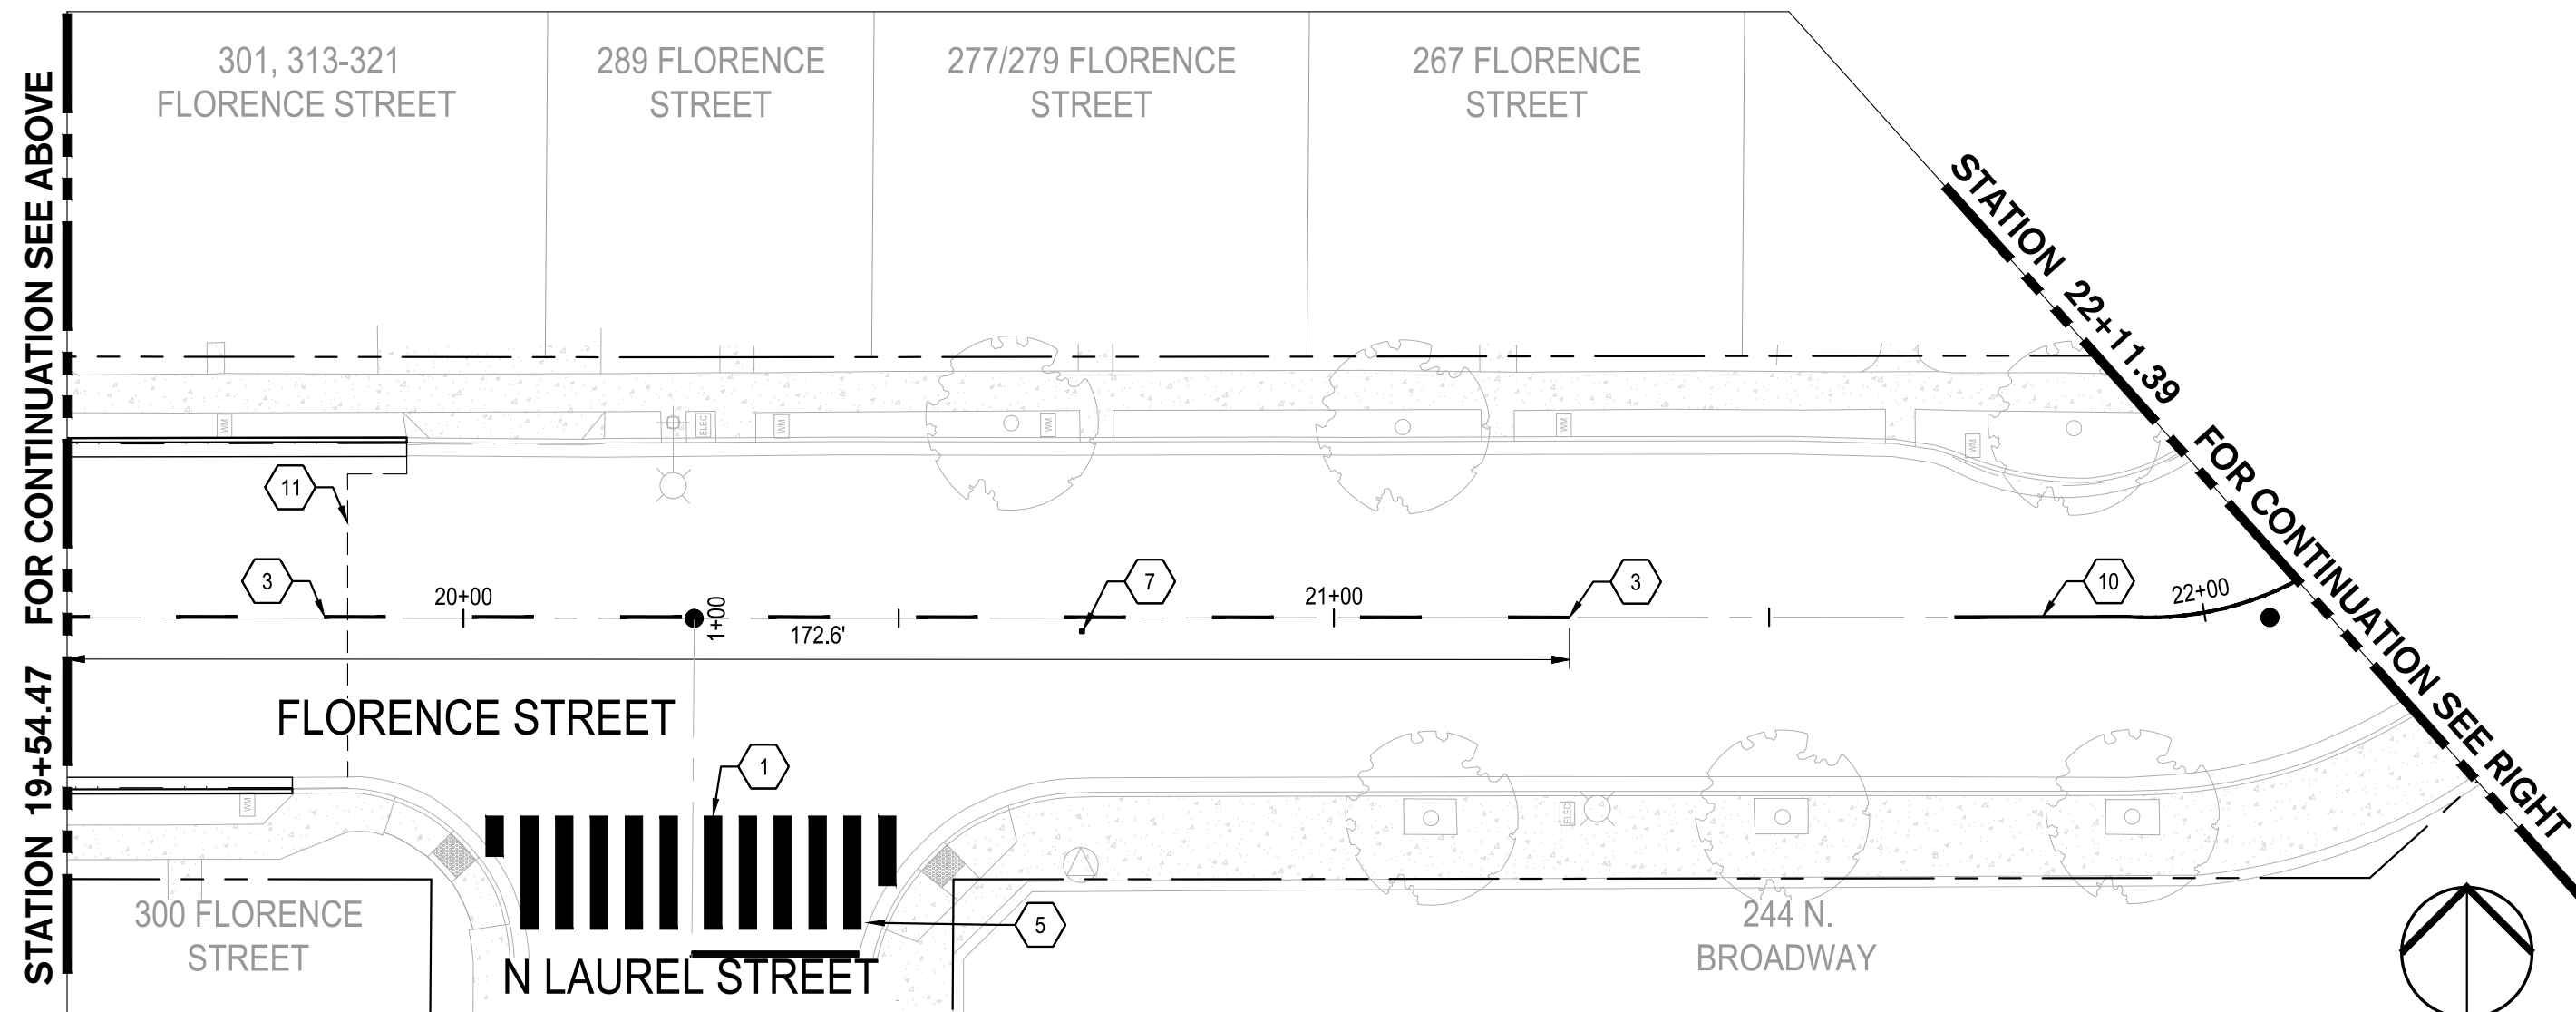 301, 313-321
FLORENCE STREET
289 FLORENCE
STREET
277/279 FLORENCE
STREET
267 FLORENCE
STREET
STATION 19+54.47 FOR CONTINUATION SEE ABOVE
STATION 22+11.39 FOR CONTINUATION SEE RIGHT
WM
ELEC
WM
WM
WM
WM
11
3
20+00
1+00
172.6'
7
21+00
3
10
22+00
FLORENCE STREET
1
WM
ELEC
300 FLORENCE
STREET
5
N LAUREL STREET
244 N.
BROADWAY